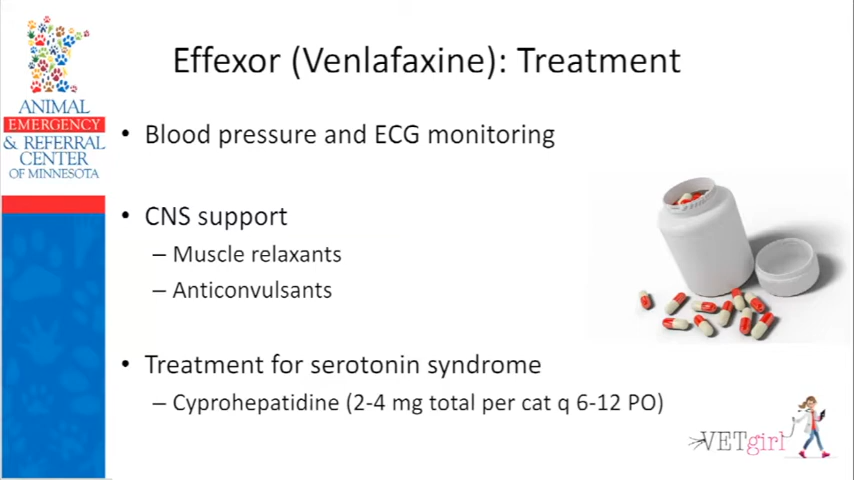 Effexor (Venlafaxine): Treatment
ANIMAL
EMERGENCY
& REFERRAL
CENTER
OF MINNESOTA
• Blood pressure and ECG monitoring
• CNS support
– Muscle relaxants
– Anticonvulsants
• Treatment for serotonin syndrome
– Cyprohepatidine (2-4 mg total per cat q 6-12 PO)
VETgirl